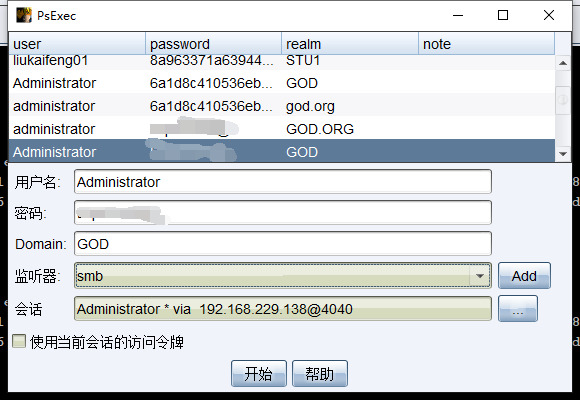 PsExec
user password realm note
liukaifeng01 8a963371a63944... STU1
Administrator 6a1d8c410536eb... GOD
administrator 6a1d8c410536eb... god.org
administrator GOD.ORG
Administrator GOD
用户名: Administrator
密码:
Domain: GOD
监听器: smb Add
会话 Administrator * via 192.168.229.138@4040 ...
使用当前会话的访问令牌
开始 帮助